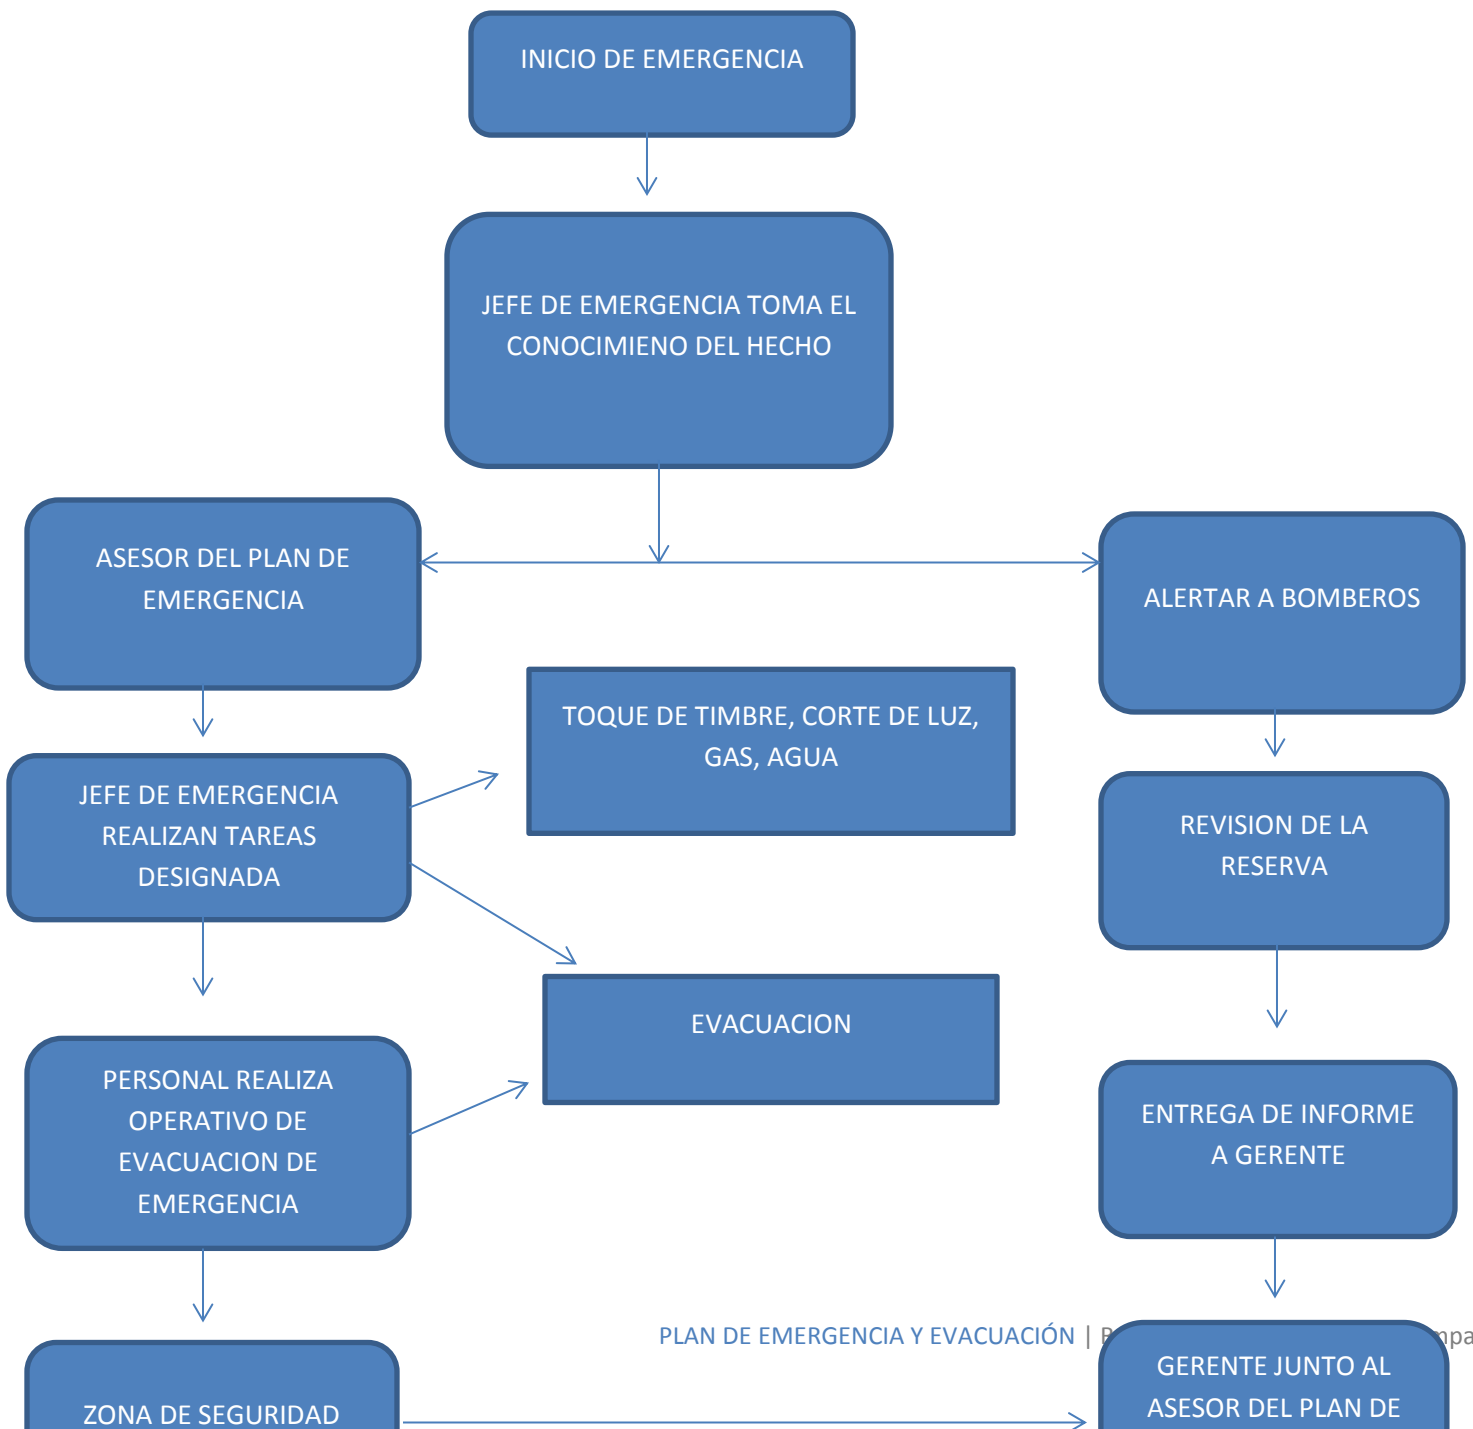 INICIO DE EMERGENCIA
JEFE DE EMERGENCIA TOMA EL
CONOCIMIENO DEL HECHO
ASESOR DEL PLAN DE
EMERGENCIA
ALERTAR A BOMBEROS
TOQUE DE TIMBRE, CORTE DE LUZ,
GAS, AGUA
JEFE DE EMERGENCIA
REALIZAN TAREAS
DESIGNADA
REVISION DE LA
RESERVA
EVACUACION
PERSONAL REALIZA
OPERATIVO DE
EVACUACION DE
EMERGENCIA
ENTREGA DE INFORME
A GERENTE
PLAN DE EMERGENCIA Y EVACUACIÓN |
GERENTE JUNTO AL
ASESOR DEL PLAN DE
ZONA DE SEGURIDAD